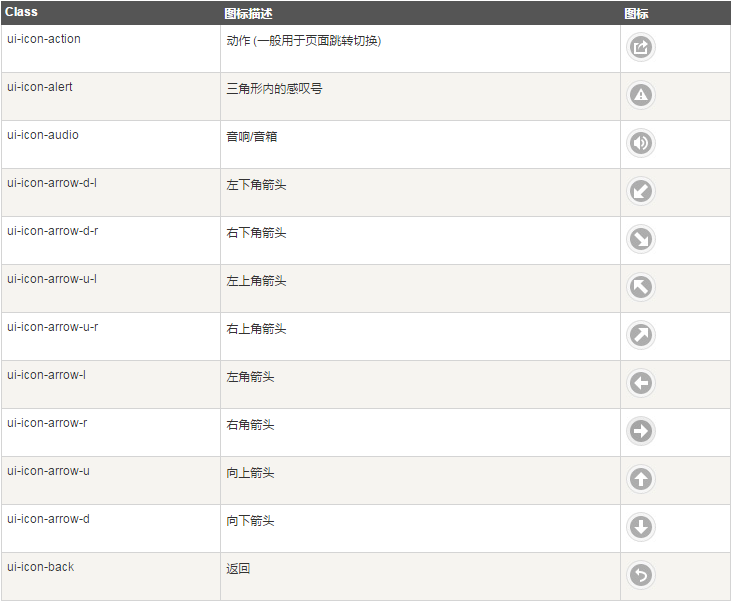 Class 图标描述 图标
ui-icon-action 动作 (一般用于页面跳转切换)
ui-icon-alert 三角形内的感叹号
ui-icon-audio 音响/音箱
ui-icon-arrow-d-l 左下角箭头
ui-icon-arrow-d-r 右下角箭头
ui-icon-arrow-u-l 左上角箭头
ui-icon-arrow-u-r 右上角箭头
ui-icon-arrow-l 左角箭头
ui-icon-arrow-r 右角箭头
ui-icon-arrow-u 向上箭头
ui-icon-arrow-d 向下箭头
ui-icon-back 返回